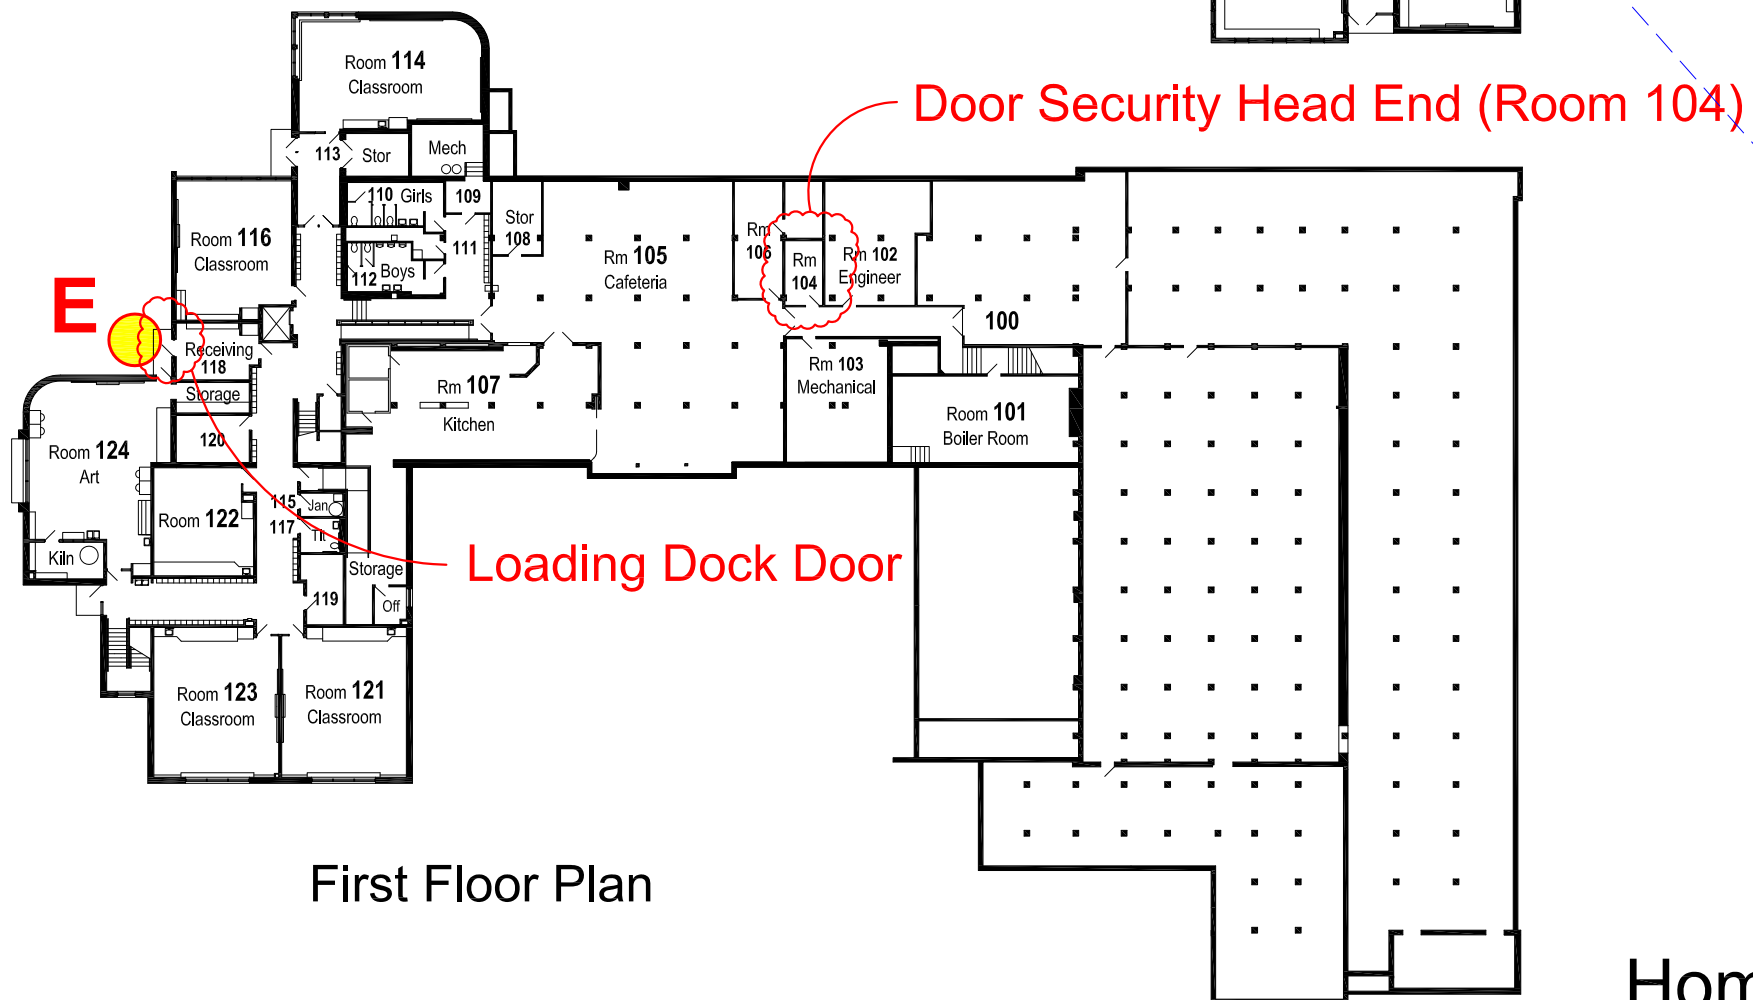 Room 114
Classroom
Door Security Head End (Room 104)
113
Stor
Mech
110 Girls
109
Stor
108
Rm
106
Rm
104
Rm 102
Engineer
Room 116
Classroom
111
112
Boys
Rm 105
Cafeteria
E
100
Receiving
118
Storage
Rm 107
Kitchen
Rm 103
Mechanical
Room 101
Boiler Room
120
Room 124
Art
115
Jan
117
Tlt
Room 122
Kiln
Storage
Loading Dock Door
119
Off
Room 123
Classroom
Room 121
Classroom
First Floor Plan
Hom